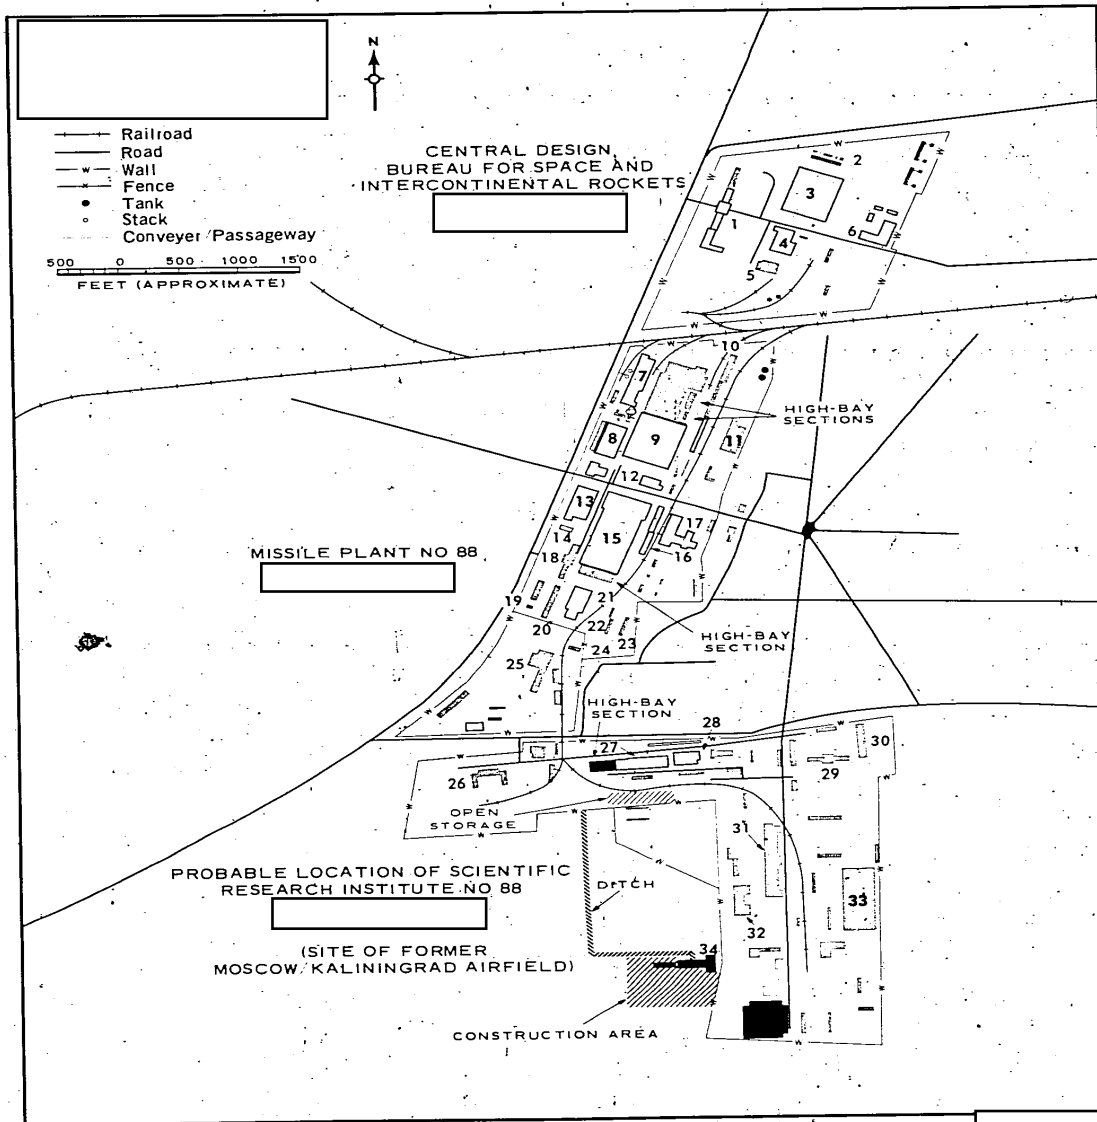 N
Railroad
Road
w Wall
x Fence
Tank
Stack
Conveyer/Passageway
500 0 500 1000 1500
FEET (APPROXIMATE)
CENTRAL DESIGN
BUREAU FOR SPACE AND
INTERCONTINENTAL ROCKETS
1
2
3
4
5
6
7
8
9
10
HIGH-BAY
SECTIONS
11
12
13
14
15
16
17
MISSILE PLANT NO 88
18
19
20
21
22
23
24
25
HIGH-BAY
SECTION
HIGH-BAY
SECTION
26
27
28
29
30
OPEN
STORAGE
31
32
33
34
PROBABLE LOCATION OF SCIENTIFIC
RESEARCH INSTITUTE NO 88
DITCH
(SITE OF FORMER
MOSCOW/KALININGRAD AIRFIELD)
CONSTRUCTION AREA